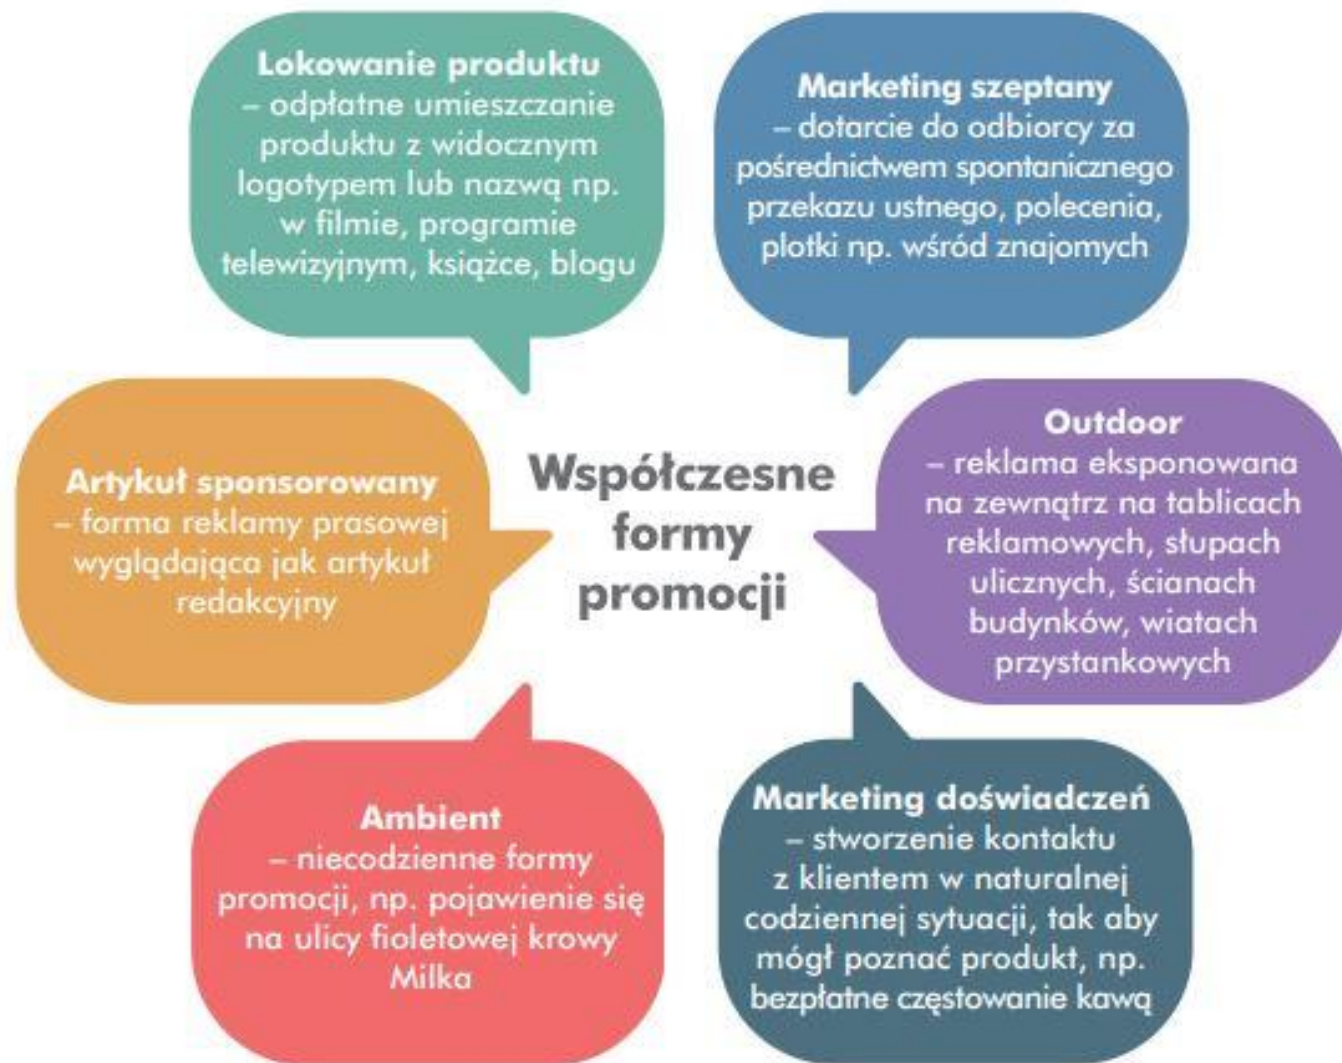 Lokowanie produktu
– odpłatne umieszczanie
produktu z widocznym
logotypem lub nazwą np.
w filmie, programie
telewizyjnym, książce, blogu
Marketing szeptany
– dotarcie do odbiorcy za
pośrednictwem spontanicznego
przekazu ustnego, polecenia,
plotki np. wśród znajomych
Artykuł sponsorowany
– forma reklamy prasowej
wyglądająca jak artykuł
redakcyjny
Współczesne
formy
promocji
Outdoor
– reklama eksponowana
na zewnątrz na tablicach
reklamowych, słupach
ulicznych, ścianach
budynków, wiatach
przystankowych
Ambient
– niecodzienne formy
promocji, np. pojawienie się
na ulicy fioletowej krowy
Milka
Marketing doświadczeń
– stworzenie kontaktu
z klientem w naturalnej
codziennej sytuacji, tak aby
mógł poznać produkt, np.
bezpłatne częstowanie kawą